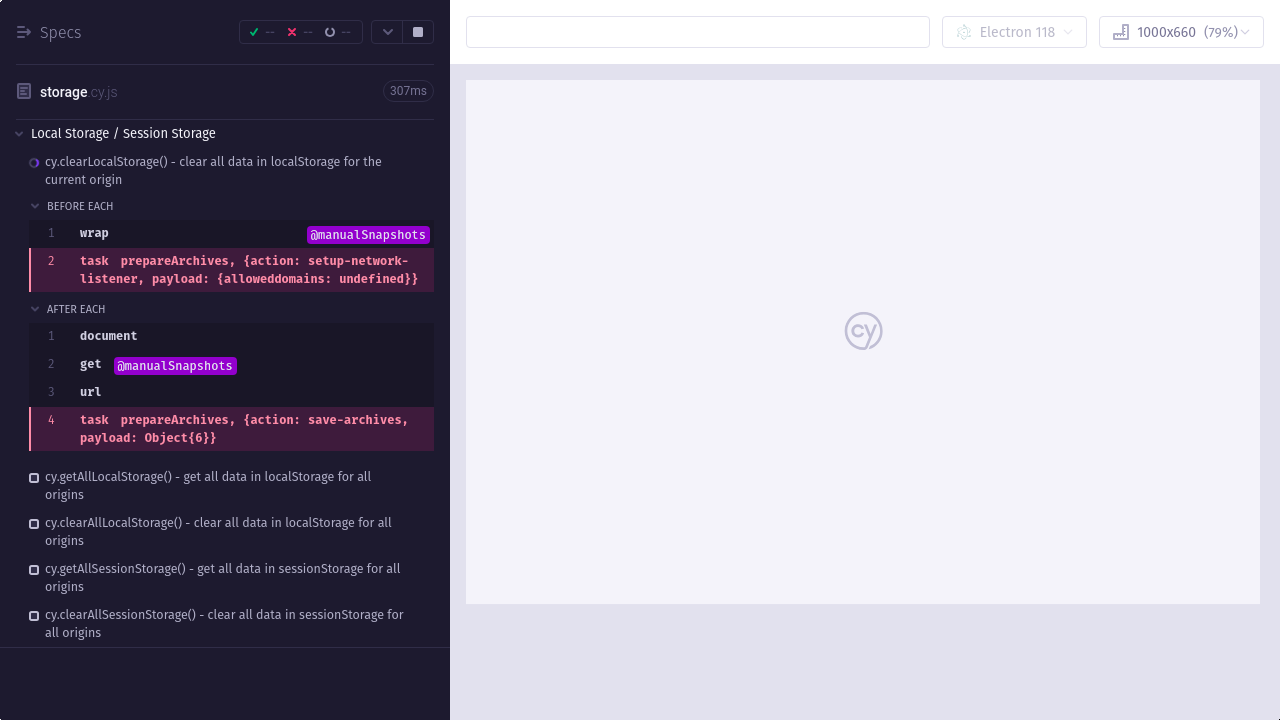 Specs
--
--
--
Electron 118
1000x660 (79%)
storage.cy.js
307ms
Local Storage / Session Storage
cy.clearLocalStorage() - clear all data in localStorage for the
current origin
BEFORE EACH
1 wrap @manualSnapshots
2 task prepareArchives, {action: setup-network-
listener, payload: {alloweddomains: undefined}}
AFTER EACH
1 document
2 get @manualSnapshots
3 url
4 task prepareArchives, {action: save-archives,
payload: Object{6}}
cy.getAllLocalStorage() - get all data in localStorage for all
origins
cy.clearAllLocalStorage() - clear all data in localStorage for all
origins
cy.getAllSessionStorage() - get all data in sessionStorage for all
origins
cy.clearAllSessionStorage() - clear all data in sessionStorage for
all origins
cy